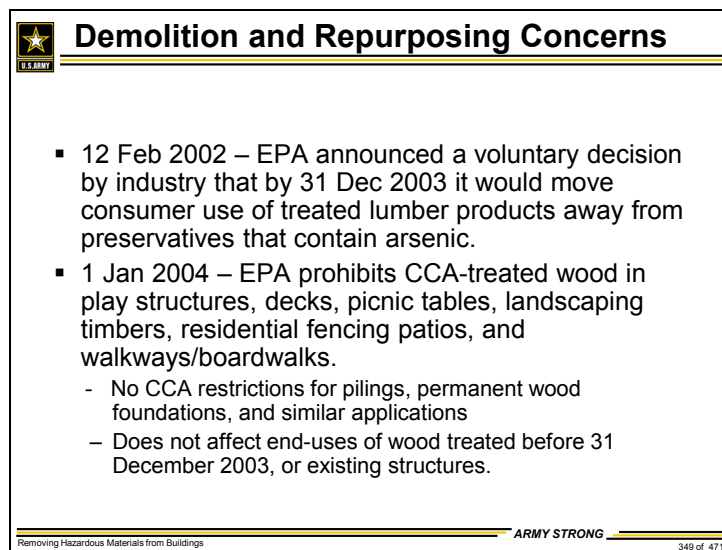 Demolition and Repurposing Concerns
U.S.ARMY
▪ 12 Feb 2002 – EPA announced a voluntary decision
by industry that by 31 Dec 2003 it would move
consumer use of treated lumber products away from
preservatives that contain arsenic.
▪ 1 Jan 2004 – EPA prohibits CCA-treated wood in
play structures, decks, picnic tables, landscaping
timbers, residential fencing patios, and
walkways/boardwalks.
- No CCA restrictions for pilings, permanent wood
foundations, and similar applications
– Does not affect end-uses of wood treated before 31
December 2003, or existing structures.
ARMY STRONG
Removing Hazardous Materials from Buildings
349 of 471